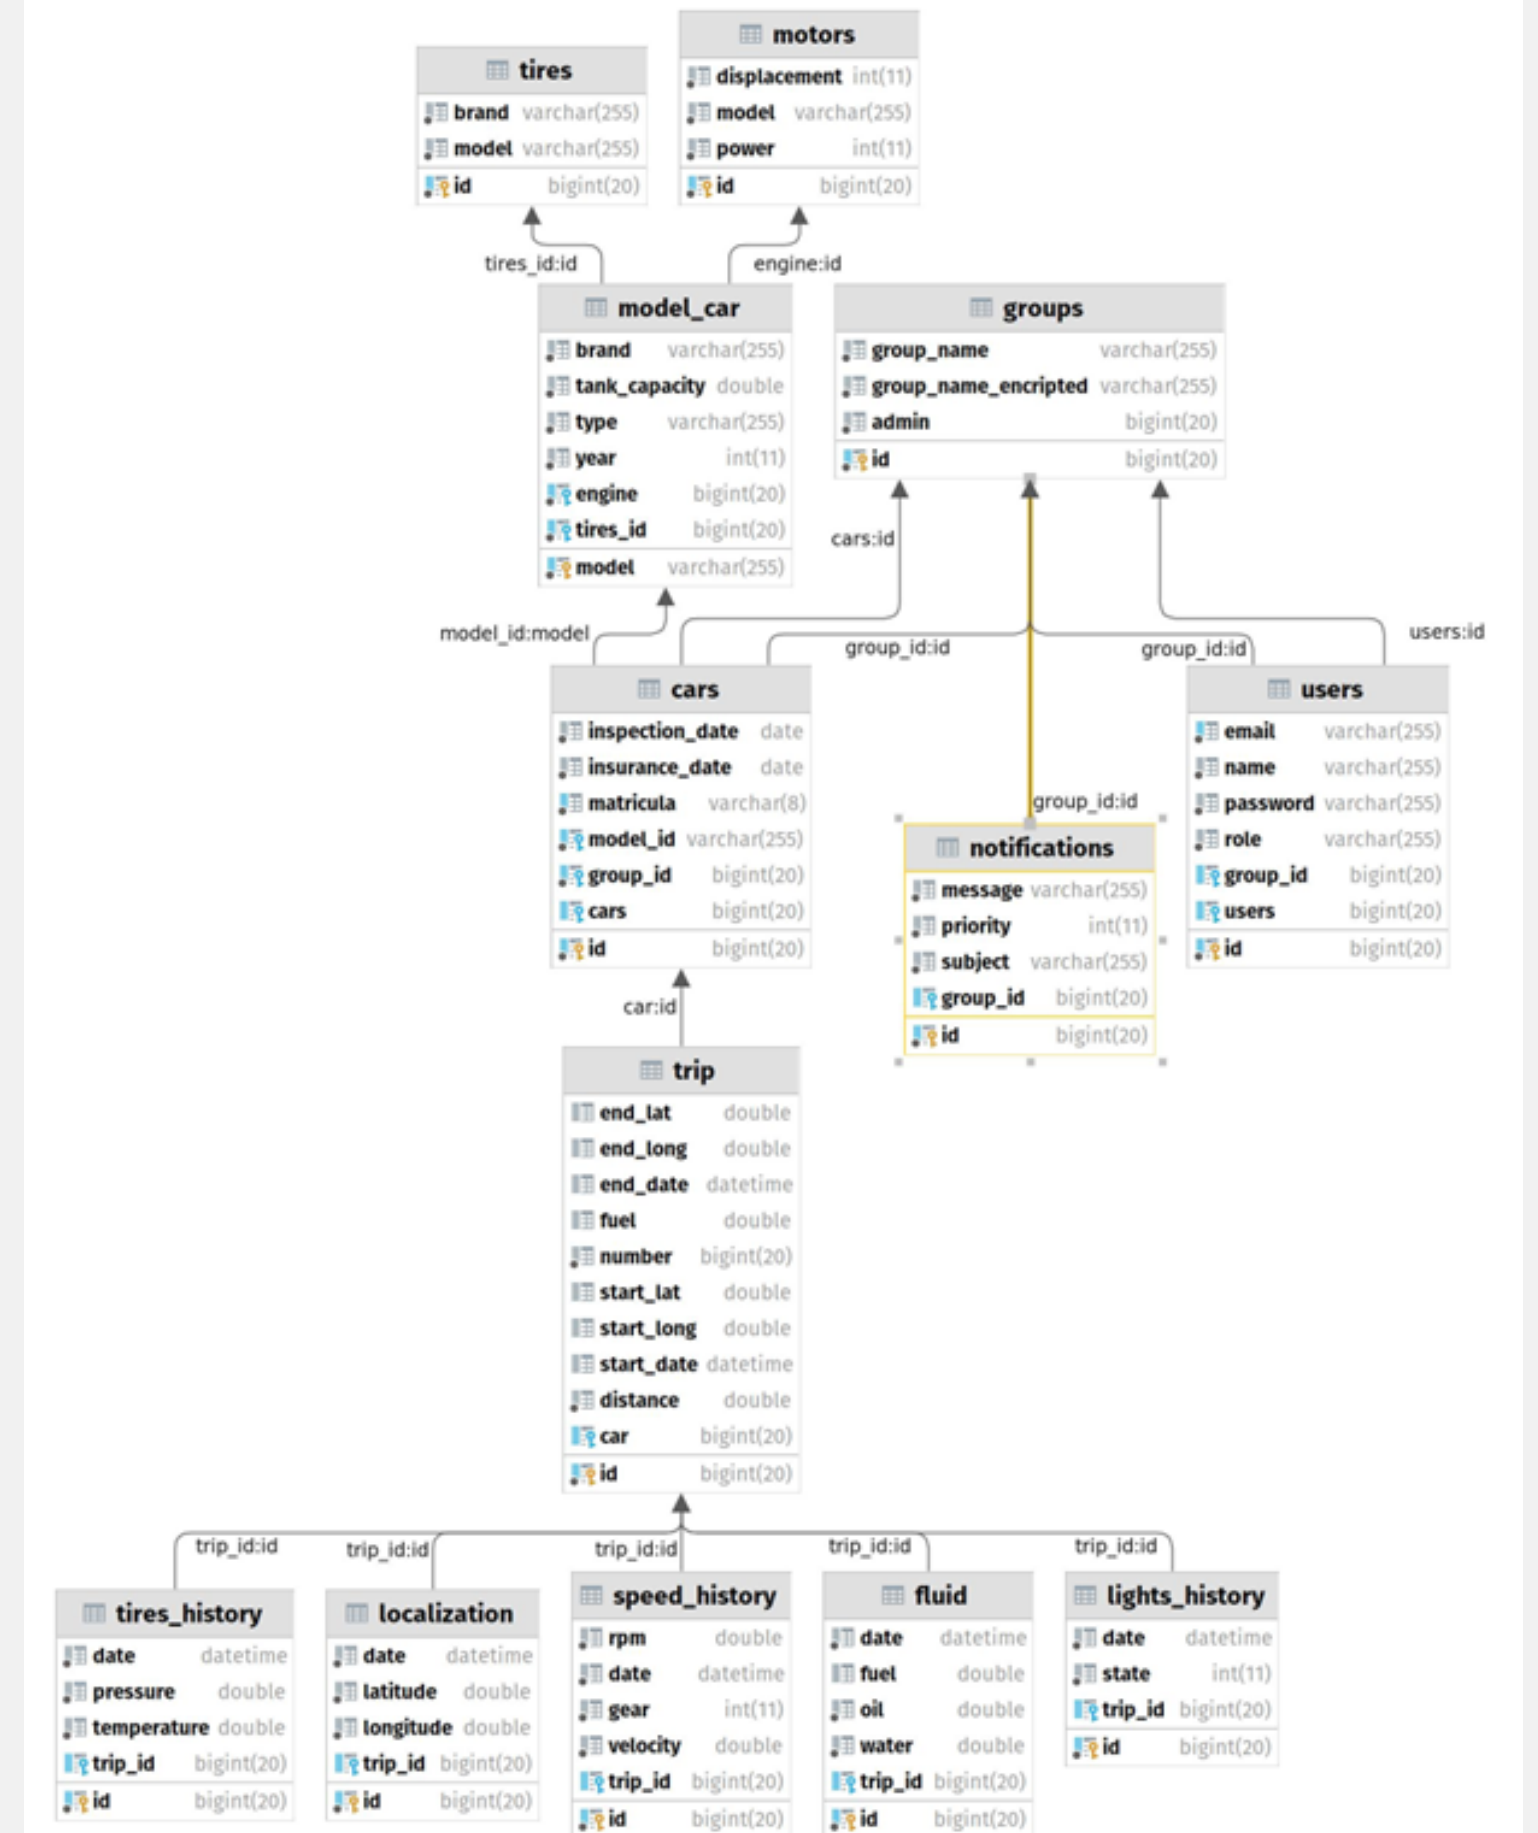 motors
displacement int(11)
model varchar(255)
power int(11)
id bigint(20)
tires
brand varchar(255)
model varchar(255)
id bigint(20)
tires_id:id
engine:id
model_car
brand varchar(255)
tank_capacity double
type varchar(255)
year int(11)
engine bigint(20)
tires_id bigint(20)
model varchar(255)
groups
group_name varchar(255)
group_name_encripted varchar(255)
admin bigint(20)
id bigint(20)
cars:id
model_id:model
group_id:id
group_id:id
users:id
cars
inspection_date date
insurance_date date
matricula varchar(8)
model_id varchar(255)
group_id bigint(20)
cars bigint(20)
id bigint(20)
users
email varchar(255)
name varchar(255)
password varchar(255)
role varchar(255)
group_id bigint(20)
users bigint(20)
id bigint(20)
group_id:id
notifications
message varchar(255)
priority int(11)
subject varchar(255)
group_id bigint(20)
id bigint(20)
car:id
trip
end_lat double
end_long double
end_date datetime
fuel double
number bigint(20)
start_lat double
start_long double
start_date datetime
distance double
car bigint(20)
id bigint(20)
trip_id:id
trip_id:id
trip_id:id
trip_id:id
trip_id:id
tires_history
date datetime
pressure double
temperature double
trip_id bigint(20)
id bigint(20)
localization
date datetime
latitude double
longitude double
trip_id bigint(20)
id bigint(20)
speed_history
rpm double
date datetime
gear int(11)
velocity double
trip_id bigint(20)
id bigint(20)
fluid
date datetime
fuel double
oil double
water double
trip_id bigint(20)
id bigint(20)
lights_history
date datetime
state int(11)
trip_id bigint(20)
id bigint(20)